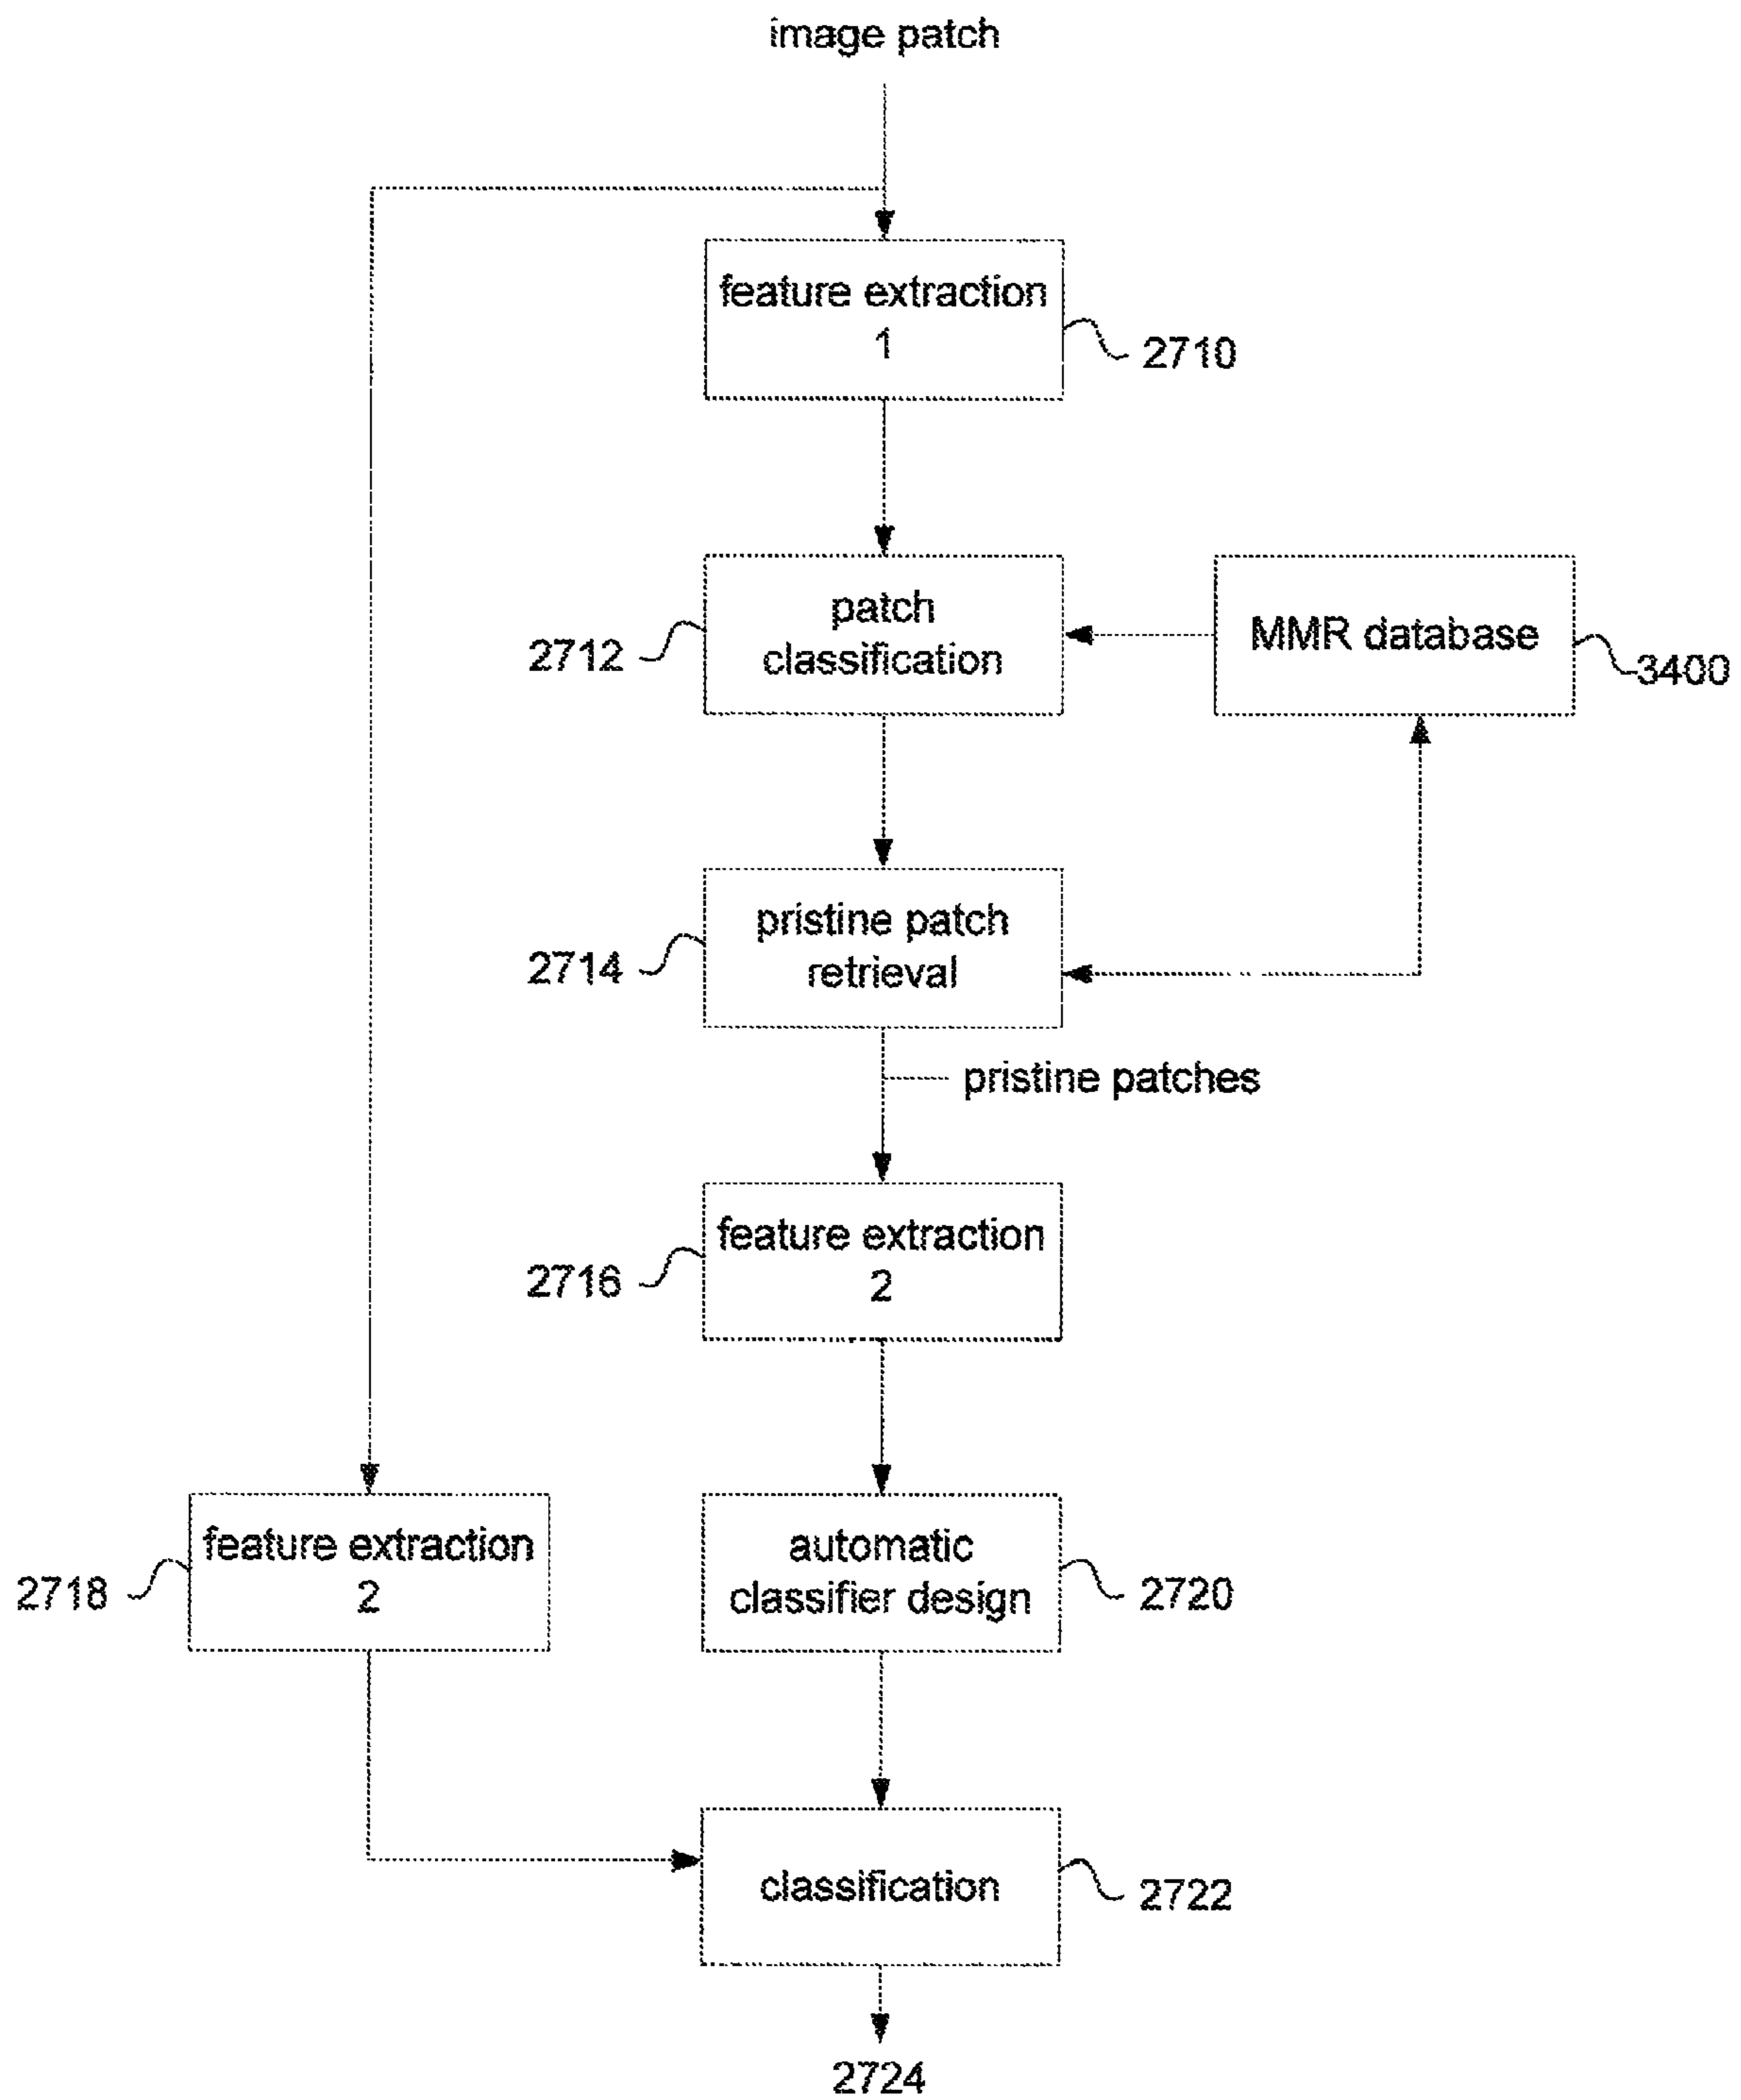 image patch
feature extraction
1
2710
patch
classification
2712
MMR database
3400
pristine patch
retrieval
2714
pristine patches
feature extraction
2
2716
feature extraction
2
2718
automatic
classifier design
2720
classification
2722
2724